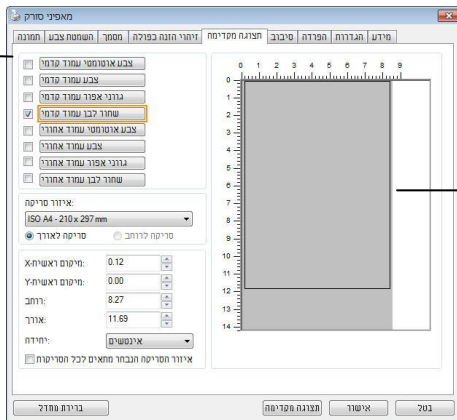 מאפיני סורק
תמונה השמטת צבע מסמך זיהוי הזנה כפולה תצוגה מקדימה סיבוב הפרדה הגדרות מידע
צבע אוטומטי עמוד קדמי
צבע עמוד קדמי
גווני אפור עמוד קדמי
שחור לבן עמוד קדמי
צבע אוטומטי עמוד אחורי
צבע עמוד אחורי
גווני אפור עמוד אחורי
שחור לבן עמוד אחורי
איזור סריקה:
ISO A4 - 210 x 297 mm
סריקה לאורך סריקה לרוחב
מיקום ראשית-X: 0.12
מיקום ראשית-Y: 0.00
רוחב: 8.27
אורך: 11.69
יחידה: אינטשים
איזור הסריקה הנבחר מתאים לכל הסריקות
0 1 2 3 4 5 6 7 8 9
0
1
2
3
4
5
6
7
8
9
10
11
12
13
14
ברירת מחדל תצוגה מקדימה אישור בטל